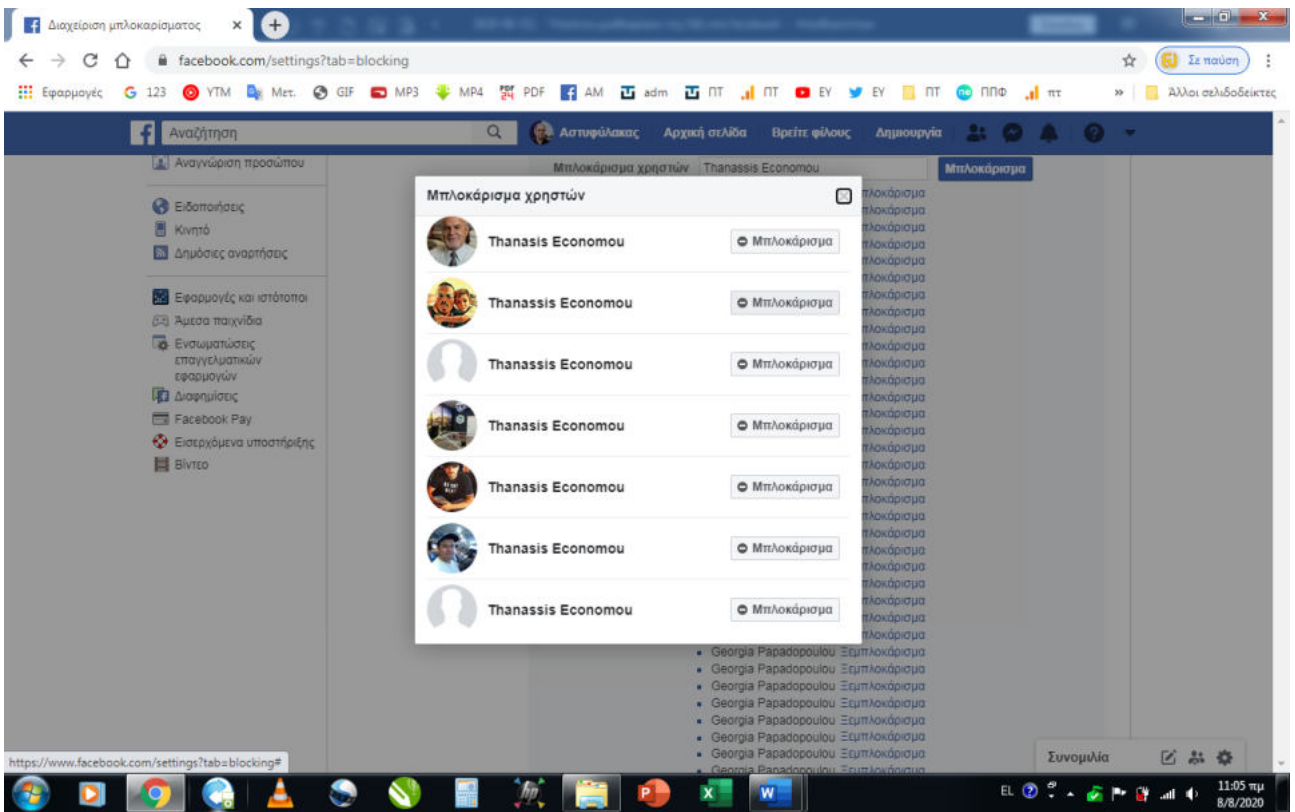 Διαχείριση μπλοκαρίσματος
facebook.com/settings?tab=blocking
Σε παύση
Εφαρμογές G 123 YTM Μετ. GIF MP3 MP4 PDF AM adm ΠΤ ΠΤ ΕΥ ΕΥ ΠΤ ΠΠΦ πτ » Άλλοι σελιδοδείκτες
Αναζήτηση
Αστυφύλακας Αρχική σελίδα Βρείτε φίλους Δημιουργία
Αναγνώριση προσώπου
Ειδοποιήσεις
Κινητό
Δημόσιες αναρτήσεις
Εφαρμογές και ιστότοποι
Άμεσα παιχνίδια
Ενσωματώσεις
επαγγελματικών
εφαρμογών
Διαφημίσεις
Facebook Pay
Εισερχόμενα υποστήριξης
Βίντεο
Μπλοκάρισμα χρηστών Thanassis Economou Μπλοκάρισμα
Μπλοκάρισμα χρηστών
Thanasis Economou Μπλοκάρισμα
Thanassis Economou Μπλοκάρισμα
Thanassis Economou Μπλοκάρισμα
Thanasis Economou Μπλοκάρισμα
Thanasis Economou Μπλοκάρισμα
Thanasis Economou Μπλοκάρισμα
Thanassis Economou Μπλοκάρισμα
Georgia Papadopoulou Ξεμπλοκάρισμα
Georgia Papadopoulou Ξεμπλοκάρισμα
Georgia Papadopoulou Ξεμπλοκάρισμα
Georgia Papadopoulou Ξεμπλοκάρισμα
Georgia Papadopoulou Ξεμπλοκάρισμα
Georgia Papadopoulou Ξεμπλοκάρισμα
Georgia Papadopoulou Ξεμπλοκάρισμα
Georgia Papadopoulou Ξεμπλοκάρισμα
Συνομιλία
https://www.facebook.com/settings?tab=blocking#
EL
11:05 πμ
8/8/2020